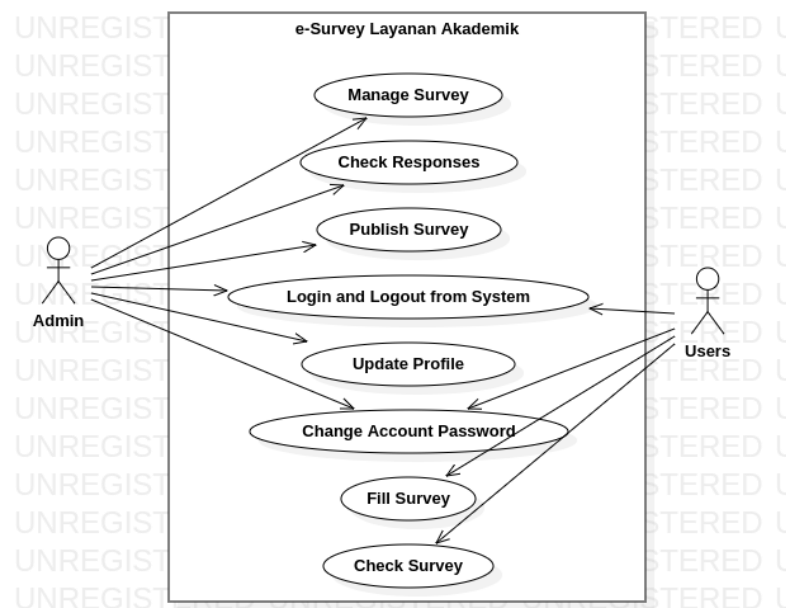 e-Survey Layanan Akademik
Manage Survey
Check Responses
Publish Survey
Login and Logout from System
Admin
Users
Update Profile
Change Account Password
Fill Survey
Check Survey
UNREGISTERED